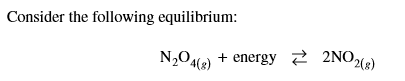 Consider the following equilibrium:
N₂O₄₍g₎ + energy ⇄ 2NO₂₍g₎